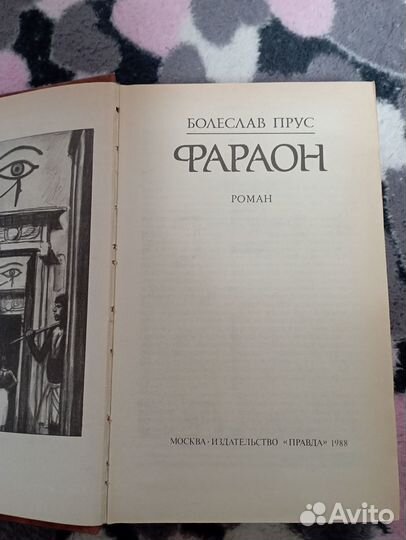 БОЛЕСЛАВ ПРУС
ФАРАОН
РОМАН
МОСКВА · ИЗДАТЕЛЬСТВО «ПРАВДА» 1988
Avito